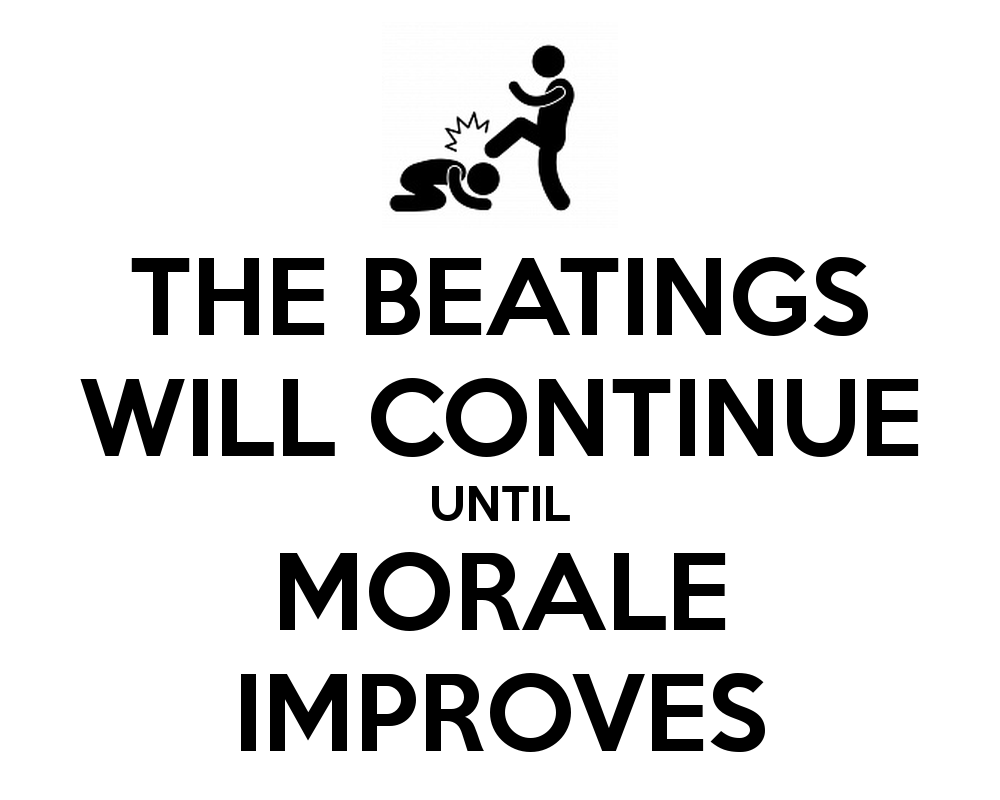 THE BEATINGS
WILL CONTINUE
UNTIL
MORALE
IMPROVES